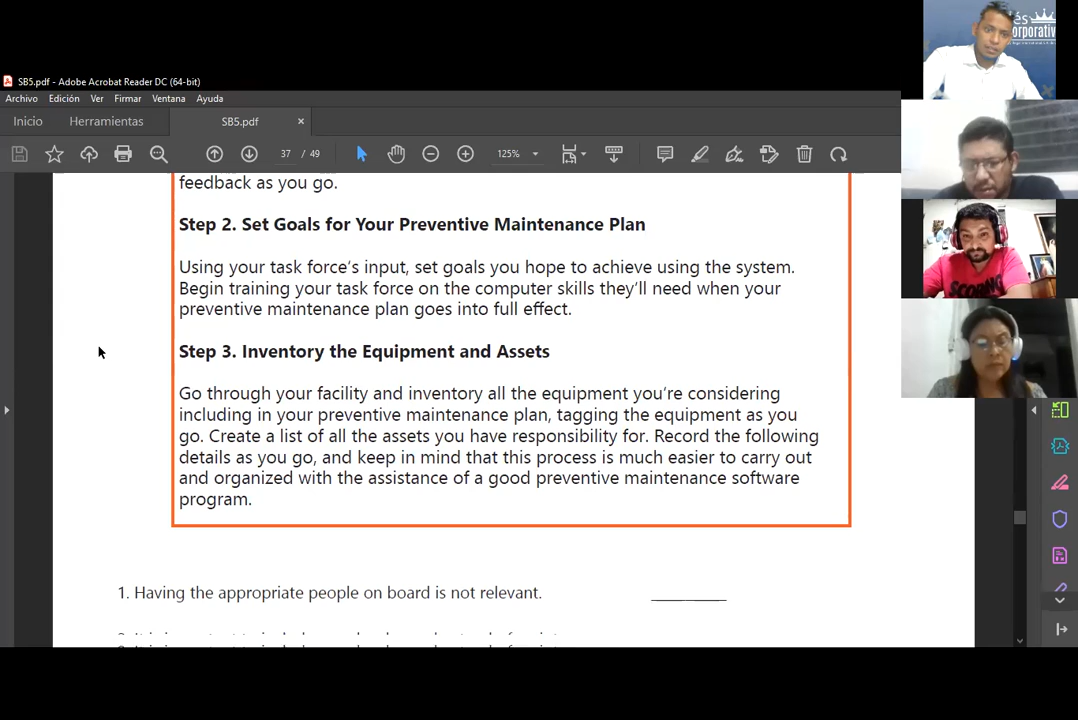 SB5.pdf - Adobe Acrobat Reader DC (64-bit)
Archivo Edición Ver Firmar Ventana Ayuda
Inicio Herramientas SB5.pdf ×
37 / 49 125%
feedback as you go.
Step 2. Set Goals for Your Preventive Maintenance Plan
Using your task force's input, set goals you hope to achieve using the system.
Begin training your task force on the computer skills they'll need when your
preventive maintenance plan goes into full effect.
Step 3. Inventory the Equipment and Assets
Go through your facility and inventory all the equipment you're considering
including in your preventive maintenance plan, tagging the equipment as you
go. Create a list of all the assets you have responsibility for. Record the following
details as you go, and keep in mind that this process is much easier to carry out
and organized with the assistance of a good preventive maintenance software
program.
1. Having the appropriate people on board is not relevant.